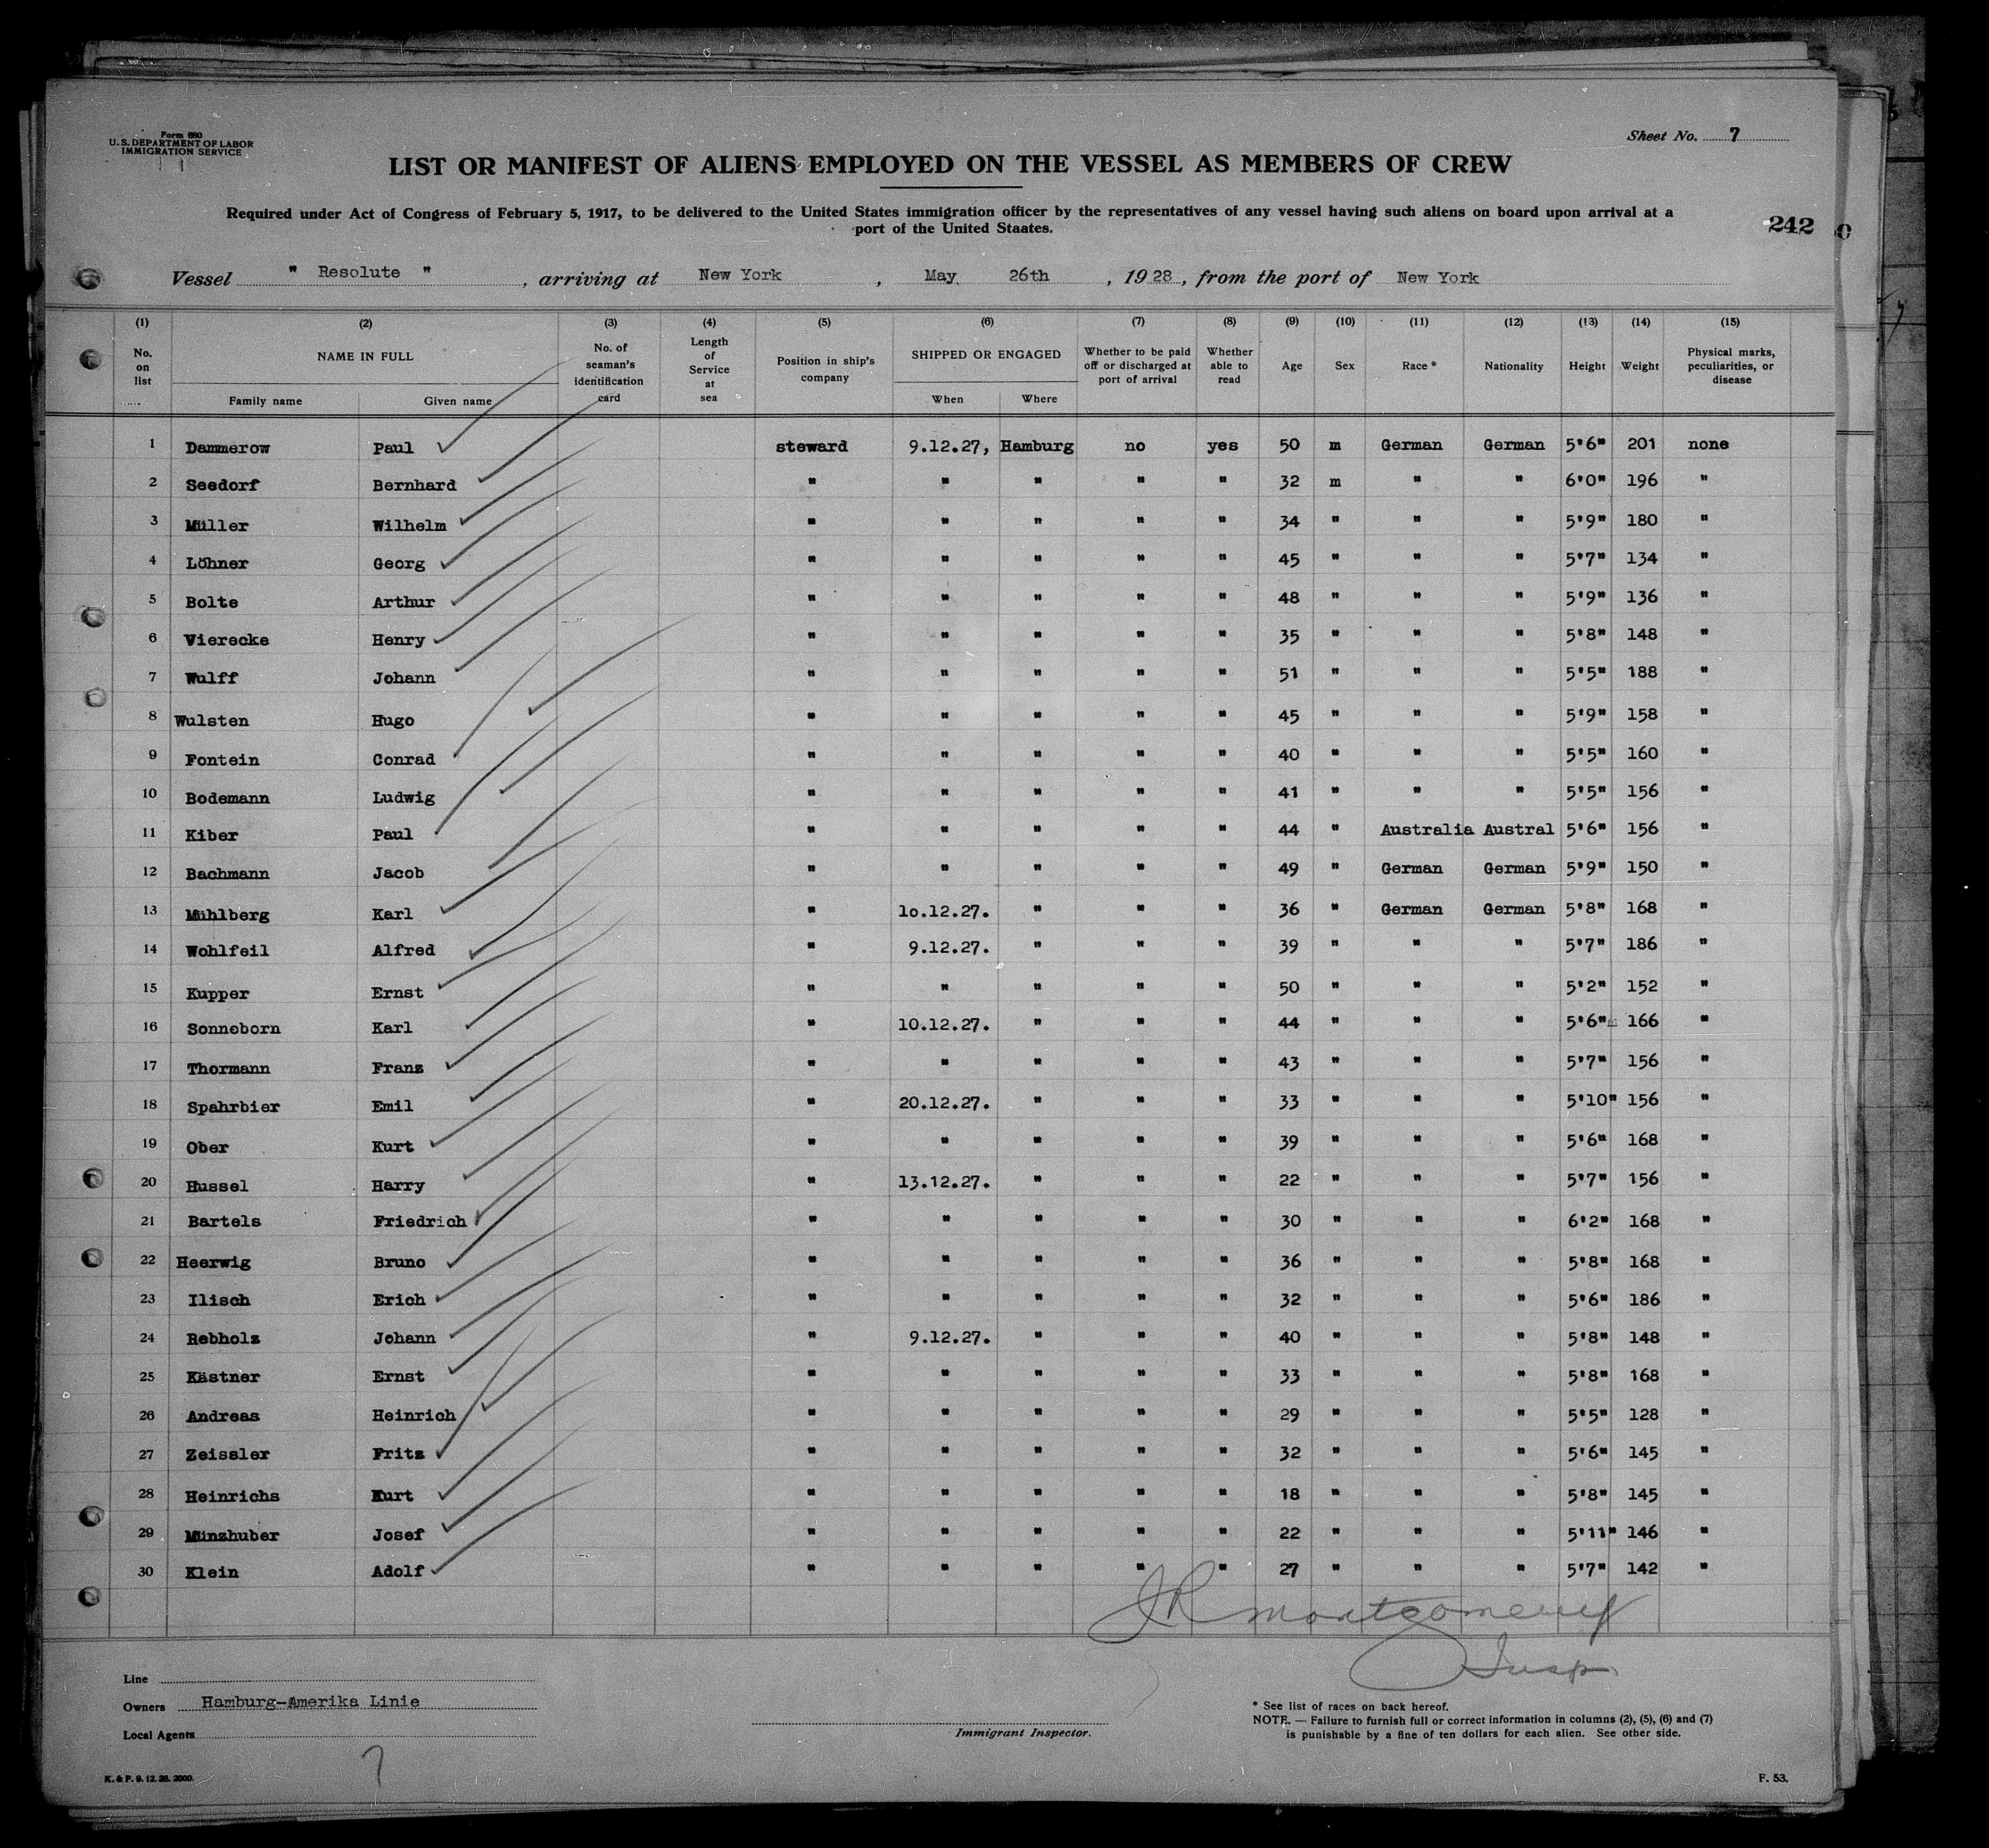 Form 680
U. S. DEPARTMENT OF LABOR
IMMIGRATION SERVICE
Sheet No. 7
LIST OR MANIFEST OF ALIENS EMPLOYED ON THE VESSEL AS MEMBERS OF CREW
Required under Act of Congress of February 5, 1917, to be delivered to the United States immigration officer by the representatives of any vessel having such aliens on board upon arrival at a
port of the United Staates.
242
Vessel " Resolute " , arriving at New York , May 26th , 1928, from the port of New York
(1) (2) (3) (4) (5) (6) (7) (8) (9) (10) (11) (12) (13) (14) (15)
No. on list NAME IN FULL Family name Given name No. of seaman's identification card Length of Service at sea Position in ship's company SHIPPED OR ENGAGED When Where Whether to be paid off or discharged at port of arrival Whether able to read Age Sex Race * Nationality Height Weight Physical marks, peculiarities, or disease
1 Dammerow Paul steward 9.12.27, Hamburg no yes 50 m German German 5'6" 201 none
2 Seedorf Bernhard " " " " " 32 m " " 6'0" 196 "
3 Müller Wilhelm " " " " " 34 " " " 5'9" 180 "
4 Löhner Georg " " " " " 45 " " " 5'7" 134 "
5 Bolte Arthur " " " " " 48 " " " 5'9" 136 "
6 Vierecke Henry " " " " " 35 " " " 5'8" 148 "
7 Wulff Johann " " " " " 51 " " " 5'5" 188 "
8 Wulsten Hugo " " " " " 45 " " " 5'9" 158 "
9 Fontein Conrad " " " " " 40 " " " 5'5" 160 "
10 Bodemann Ludwig " " " " " 41 " " " 5'5" 156 "
11 Kiber Paul " " " " " 44 " Australia Austral 5'6" 156 "
12 Bachmann Jacob " " " " " 49 " German German 5'9" 150 "
13 Mühlberg Karl " 1o.12.27. " " " 36 " German German 5'8" 168 "
14 Wohlfeil Alfred " 9.12.27. " " " 39 " " " 5'7" 186 "
15 Kupper Ernst " " " " " 50 " " " 5'2" 152 "
16 Sonneborn Karl " 10.12.27. " " " 44 " " " 5'6" 166 "
17 Thormann Franz " " " " " 43 " " " 5'7" 156 "
18 Spahrbier Emil " 20.12.27. " " " 33 " " " 5'10" 156 "
19 Ober Kurt " " " " " 39 " " " 5'6" 168 "
20 Hussel Harry " 13.12.27. " " " 22 " " " 5'7" 156 "
21 Bartels Friedrich " " " " " 30 " " " 6'2" 168 "
22 Heerwig Bruno " " " " " 36 " " " 5'8" 168 "
23 Ilisch Erich " " " " " 32 " " " 5'6" 186 "
24 Rebholz Johann " 9.12.27. " " " 40 " " " 5'8" 148 "
25 Kästner Ernst " " " " " 33 " " " 5'8" 168 "
26 Andreas Heinrich " " " " " 29 " " " 5'5" 128 "
27 Zeissler Fritz " " " " " 32 " " " 5'6" 145 "
28 Heinrichs Kurt " " " " " 18 " " " 5'8" 145 "
29 Münzhuber Josef " " " " " 22 " " " 5'11" 146 "
30 Klein Adolf " " " " " 27 " " " 5'7" 142 "
JR Montgomery
Insp
Line
Owners Hamburg-Amerika Linie
Local Agents
Immigrant Inspector.
* See list of races on back hereof.
NOTE. — Failure to furnish full or correct information in columns (2), (5), (6) and (7)
is punishable by a fine of ten dollars for each alien. See other side.
7
K. & P. 9. 12. 26. 2000.
F. 53.